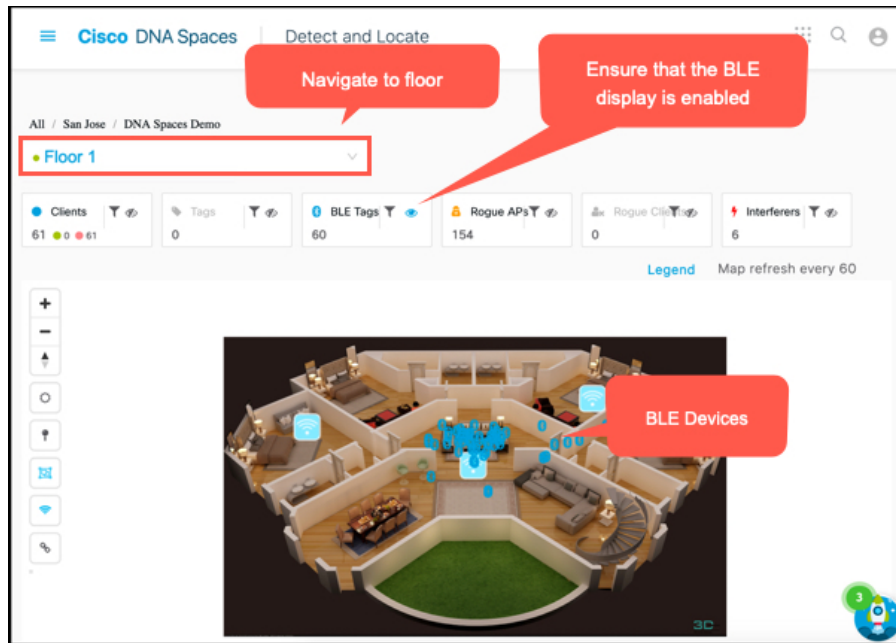 Cisco DNA Spaces Detect and Locate
Navigate to floor
Ensure that the BLE
display is enabled
All / San Jose / DNA Spaces Demo
Floor 1
Clients
61 0 61
Tags
0
BLE Tags
60
Rogue APs
154
Rogue Clients
0
Interferers
6
Legend Map refresh every 60
BLE Devices
3D
3